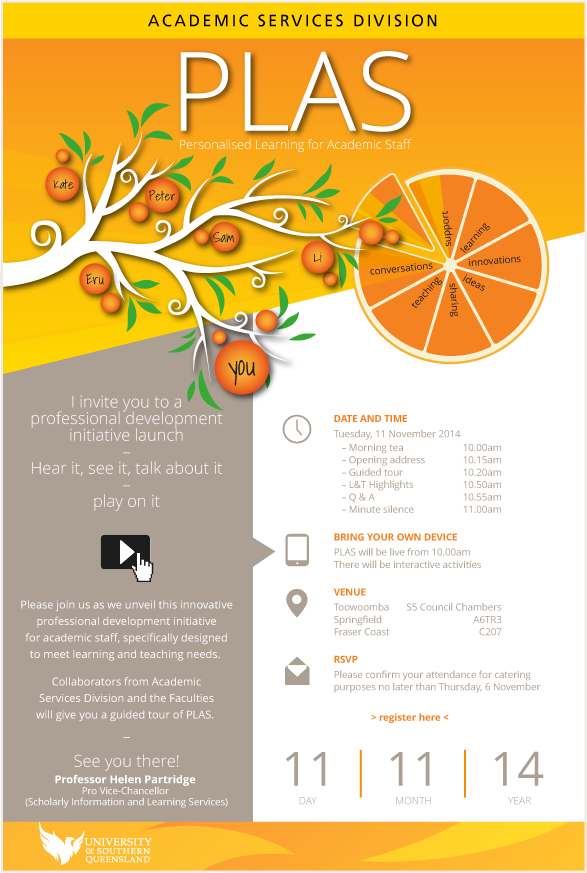 ACADEMIC SERVICES DIVISION
PLAS
Personalised Learning for Academic Staff
Kate
Peter
Sam
Li
Eru
you
support
learning
innovations
ideas
sharing
teaching
conversations
I invite you to a
professional development
initiative launch
–
Hear it, see it, talk about it
–
play on it
Please join us as we unveil this innovative
professional development initiative
for academic staff, specifically designed
to meet learning and teaching needs.
Collaborators from Academic
Services Division and the Faculties
will give you a guided tour of PLAS.
–
See you there!
Professor Helen Partridge
Pro Vice-Chancellor
(Scholarly Information and Learning Services)
DATE AND TIME
Tuesday, 11 November 2014
– Morning tea 10.00am
– Opening address 10.15am
– Guided tour 10.20am
– L&T Highlights 10.50am
– Q & A 10.55am
– Minute silence 11.00am
BRING YOUR OWN DEVICE
PLAS will be live from 10.00am
There will be interactive activities
VENUE
Toowoomba S5 Council Chambers
Springfield A6TR3
Fraser Coast C207
RSVP
Please confirm your attendance for catering
purposes no later than Thursday, 6 November
> register here <
11 11 14
DAY MONTH YEAR
UNIVERSITY
OF SOUTHERN
QUEENSLAND